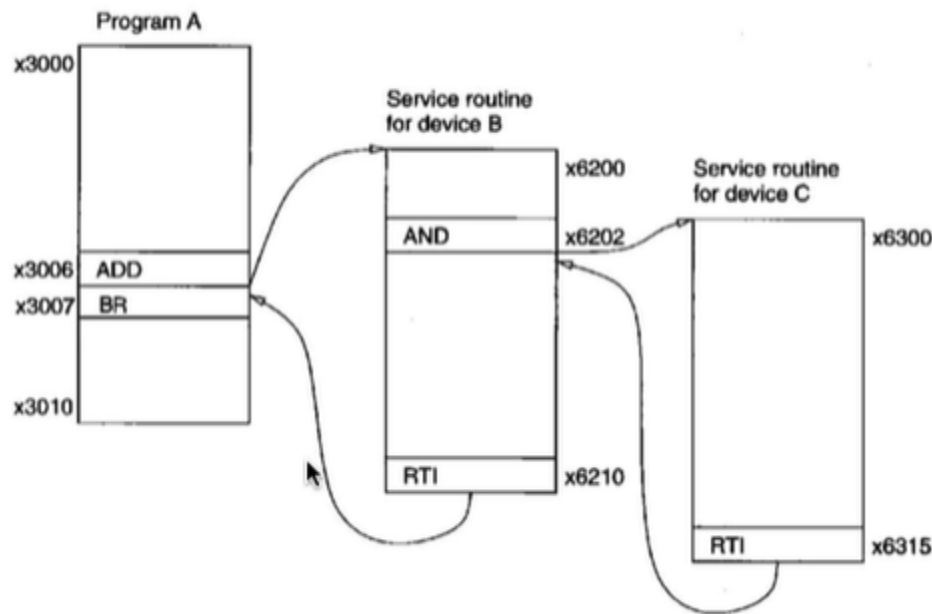 Program A
x3000
ADD
x3006
BR
x3007
x3010
Service routine
for device B
x6200
AND
x6202
RTI
x6210
Service routine
for device C
x6300
RTI
x6315